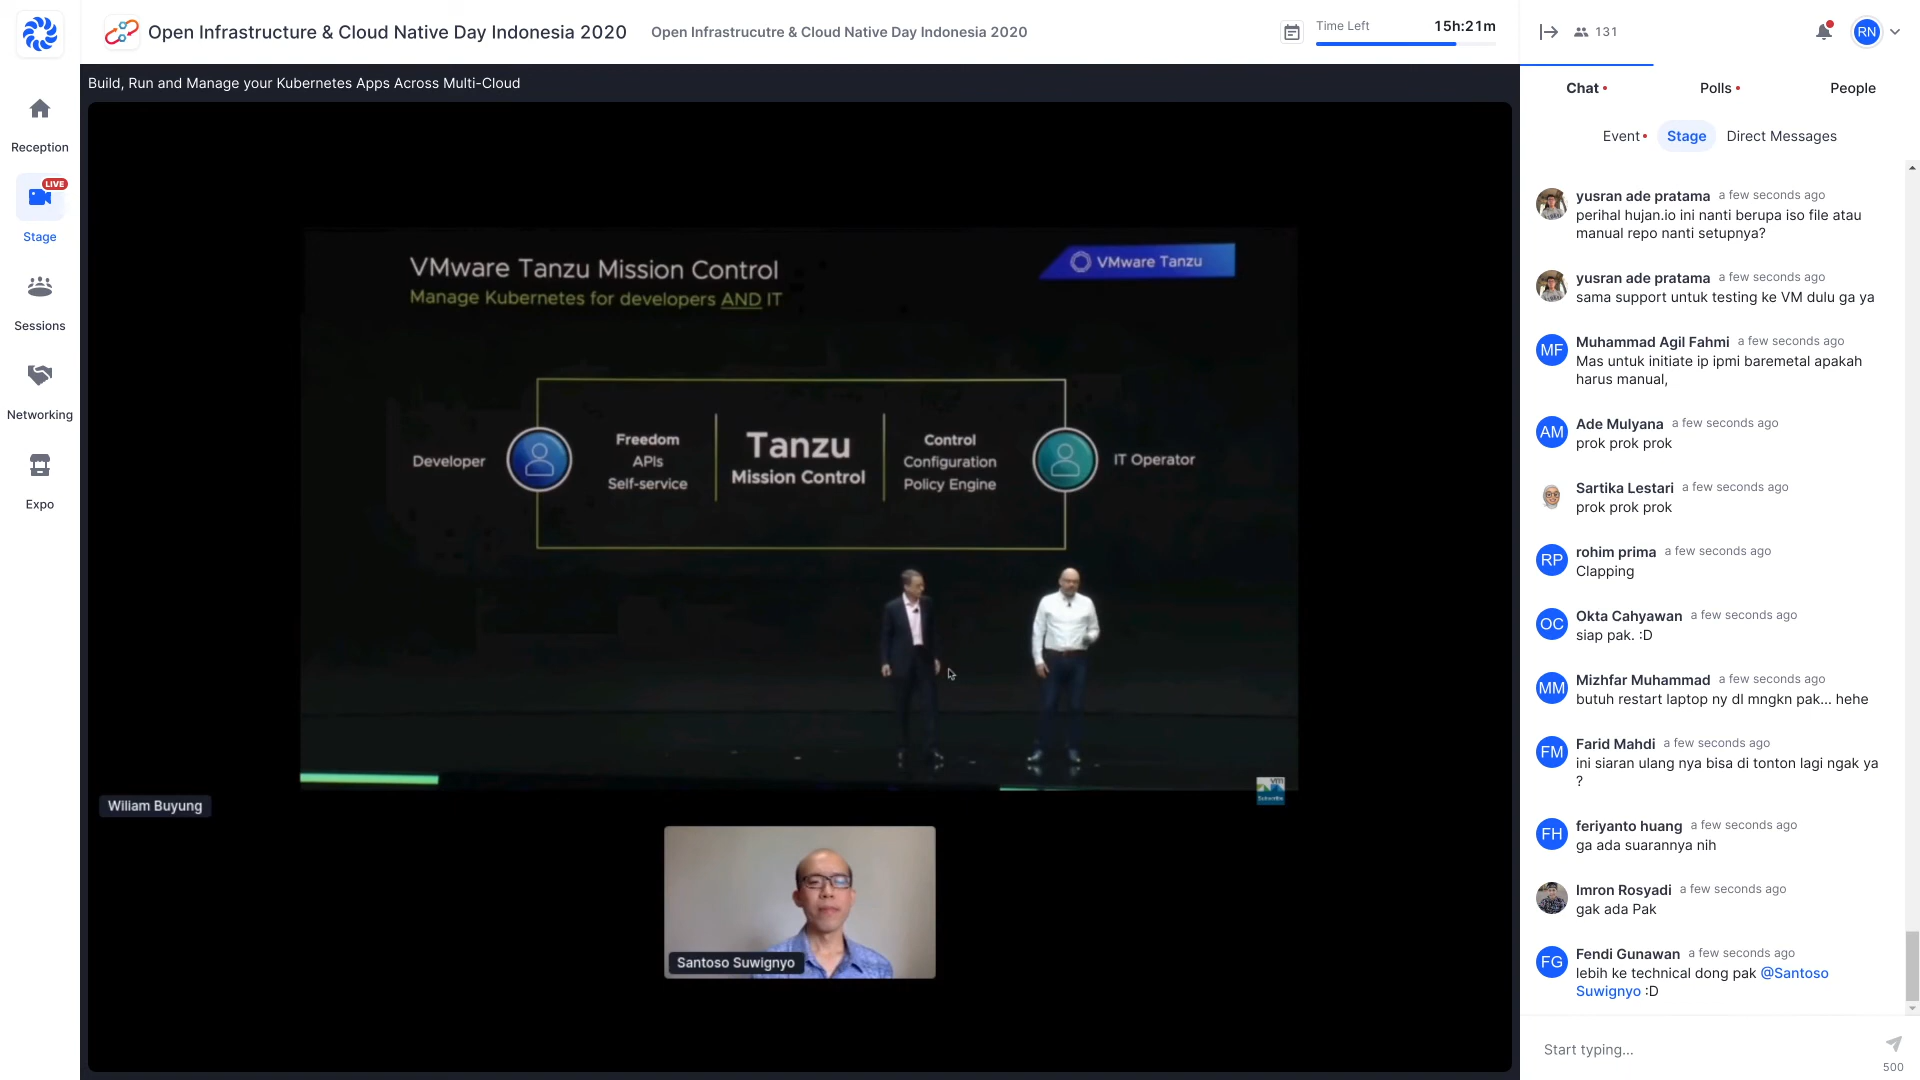 Open Infrastructure & Cloud Native Day Indonesia 2020
Open Infrastrucutre & Cloud Native Day Indonesia 2020
Time Left
15h:21m
131
RN
Reception
LIVE
Stage
Sessions
Networking
Expo
Build, Run and Manage your Kubernetes Apps Across Multi-Cloud
VMware Tanzu Mission Control
Manage Kubernetes for developers AND IT
VMware Tanzu
Developer
Freedom
APIs
Self-service
Tanzu
Mission Control
Control
Configuration
Policy Engine
IT Operator
vm
Subscribe
Wiliam Buyung
Santoso Suwignyo
Chat
Polls
People
Event
Stage
Direct Messages
yusran ade pratama a few seconds ago
perihal hujan.io ini nanti berupa iso file atau
manual repo nanti setupnya?
yusran ade pratama a few seconds ago
sama support untuk testing ke VM dulu ga ya
MF
Muhammad Agil Fahmi a few seconds ago
Mas untuk initiate ip ipmi baremetal apakah
harus manual,
AM
Ade Mulyana a few seconds ago
prok prok prok
Sartika Lestari a few seconds ago
prok prok prok
RP
rohim prima a few seconds ago
Clapping
OC
Okta Cahyawan a few seconds ago
siap pak. :D
MM
Mizhfar Muhammad a few seconds ago
butuh restart laptop ny dl mngkn pak... hehe
FM
Farid Mahdi a few seconds ago
ini siaran ulang nya bisa di tonton lagi ngak ya
?
FH
feriyanto huang a few seconds ago
ga ada suarannya nih
Imron Rosyadi a few seconds ago
gak ada Pak
FG
Fendi Gunawan a few seconds ago
lebih ke technical dong pak @Santoso
Suwignyo :D
Start typing...
500